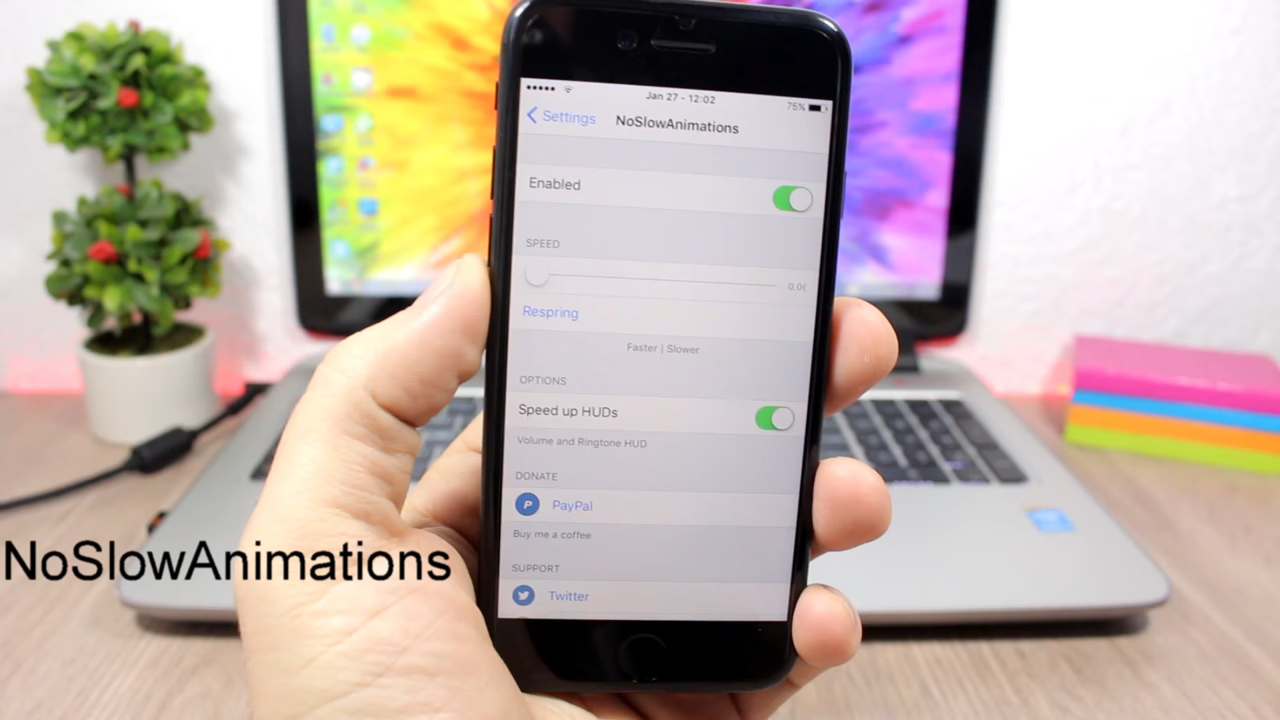 Jan 27 - 12:02
75%
Settings
NoSlowAnimations
Enabled
SPEED
Respring
Faster | Slower
OPTIONS
Speed up HUDs
Volume and Ringtone HUD
DONATE
P
PayPal
Buy me a coffee
SUPPORT
Twitter
NoSlowAnimations